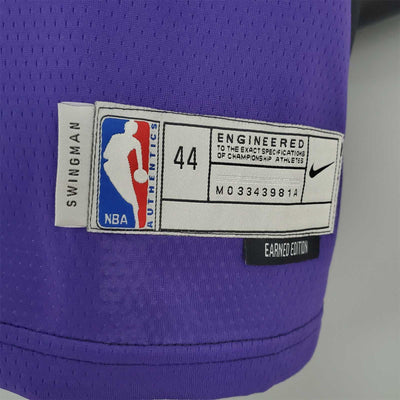 SWINGMAN
NBA
AUTHENTICS
44
ENGINEERED
TO THE EXACT SPECIFICATIONS
OF CHAMPIONSHIP ATHLETES
M03343981A
EARNED EDITION